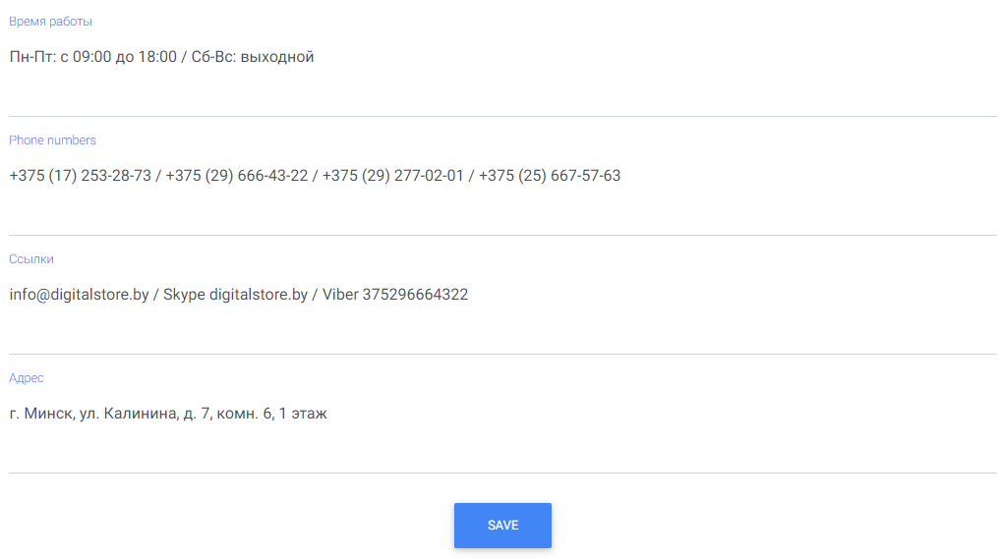 Время работы
Пн-Пт: с 09:00 до 18:00 / Сб-Вс: выходной
Phone numbers
+375 (17) 253-28-73 / +375 (29) 666-43-22 / +375 (29) 277-02-01 / +375 (25) 667-57-63
Ссылки
info@digitalstore.by / Skype digitalstore.by / Viber 375296664322
Адрес
г. Минск, ул. Калинина, д. 7, комн. 6, 1 этаж
SAVE